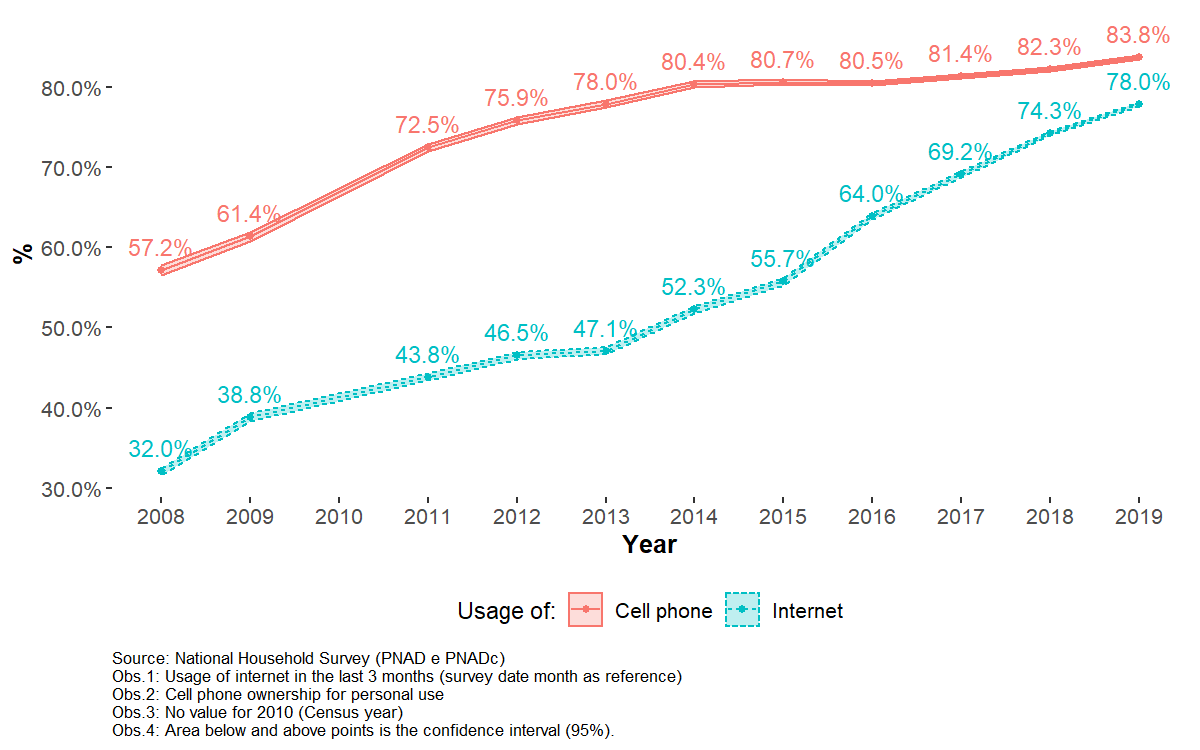 83.8%
82.3%
81.4%
80.4% 80.7% 80.5%
78.0%
75.9%
72.5%
61.4%
57.2%
78.0%
74.3%
69.2%
64.0%
55.7%
52.3%
46.5% 47.1%
43.8%
38.8%
32.0%
80.0%
70.0%
60.0%
50.0%
40.0%
30.0%
%
2008 2009 2010 2011 2012 2013 2014 2015 2016 2017 2018 2019
Year
Usage of: Cell phone Internet
Source: National Household Survey (PNAD e PNADc)
Obs.1: Usage of internet in the last 3 months (survey date month as reference)
Obs.2: Cell phone ownership for personal use
Obs.3: No value for 2010 (Census year)
Obs.4: Area below and above points is the confidence interval (95%).